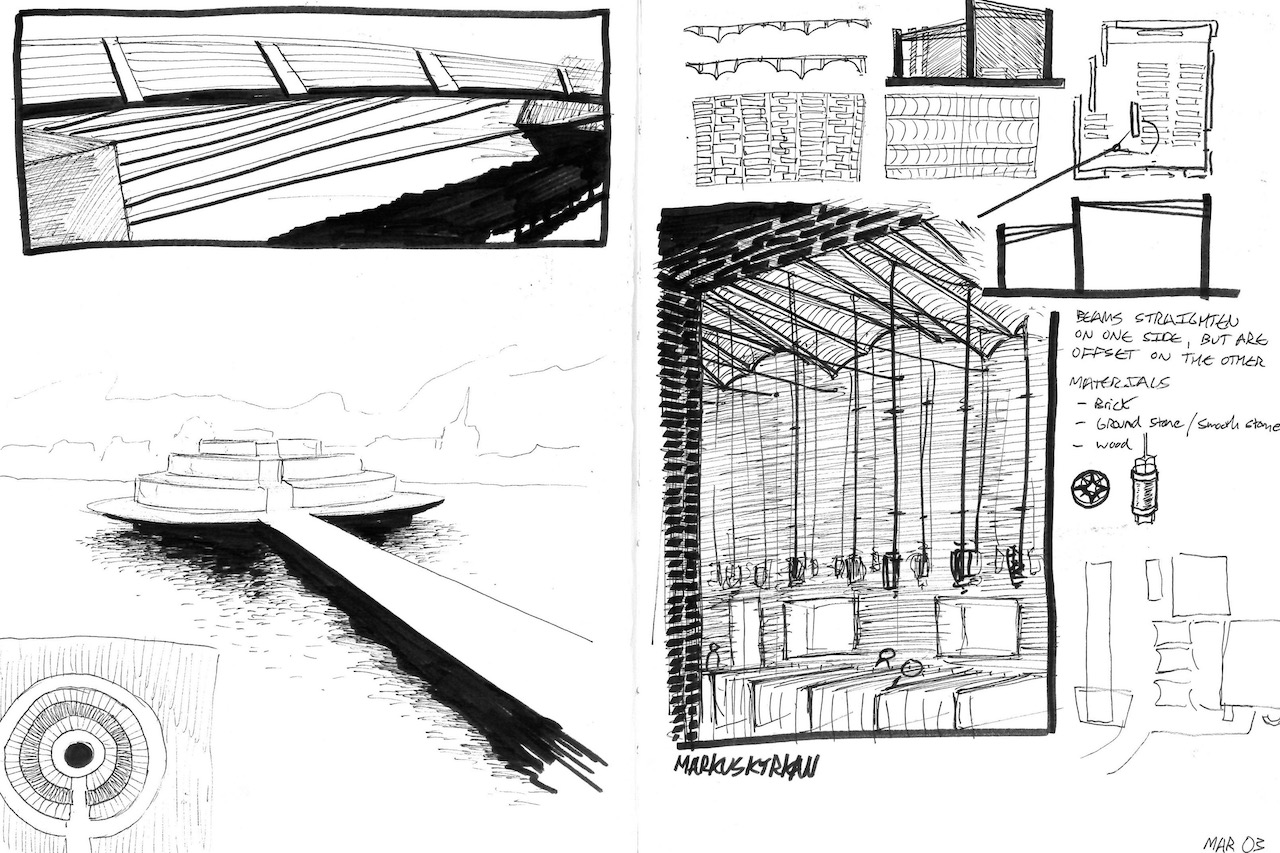 BEAMS STRAIGHTEN
ON ONE SIDE, BUT ARE
OFFSET ON THE OTHER
MATERIALS
- Brick
- Ground stone / smooth stone
- wood
MARKUSKYRKAN
MAR 03